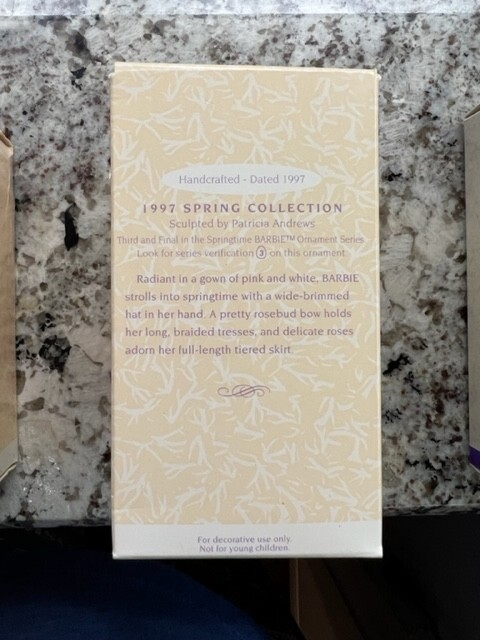 Handcrafted - Dated 1997
1997 SPRING COLLECTION
Sculpted by Patricia Andrews
Third and Final in the Springtime BARBIE™ Ornament Series
Look for series verification 3 on this ornament
Radiant in a gown of pink and white, BARBIE
strolls into springtime with a wide-brimmed
hat in her hand. A pretty rosebud bow holds
her long, braided tresses, and delicate roses
adorn her full-length tiered skirt.
For decorative use only.
Not for young children.